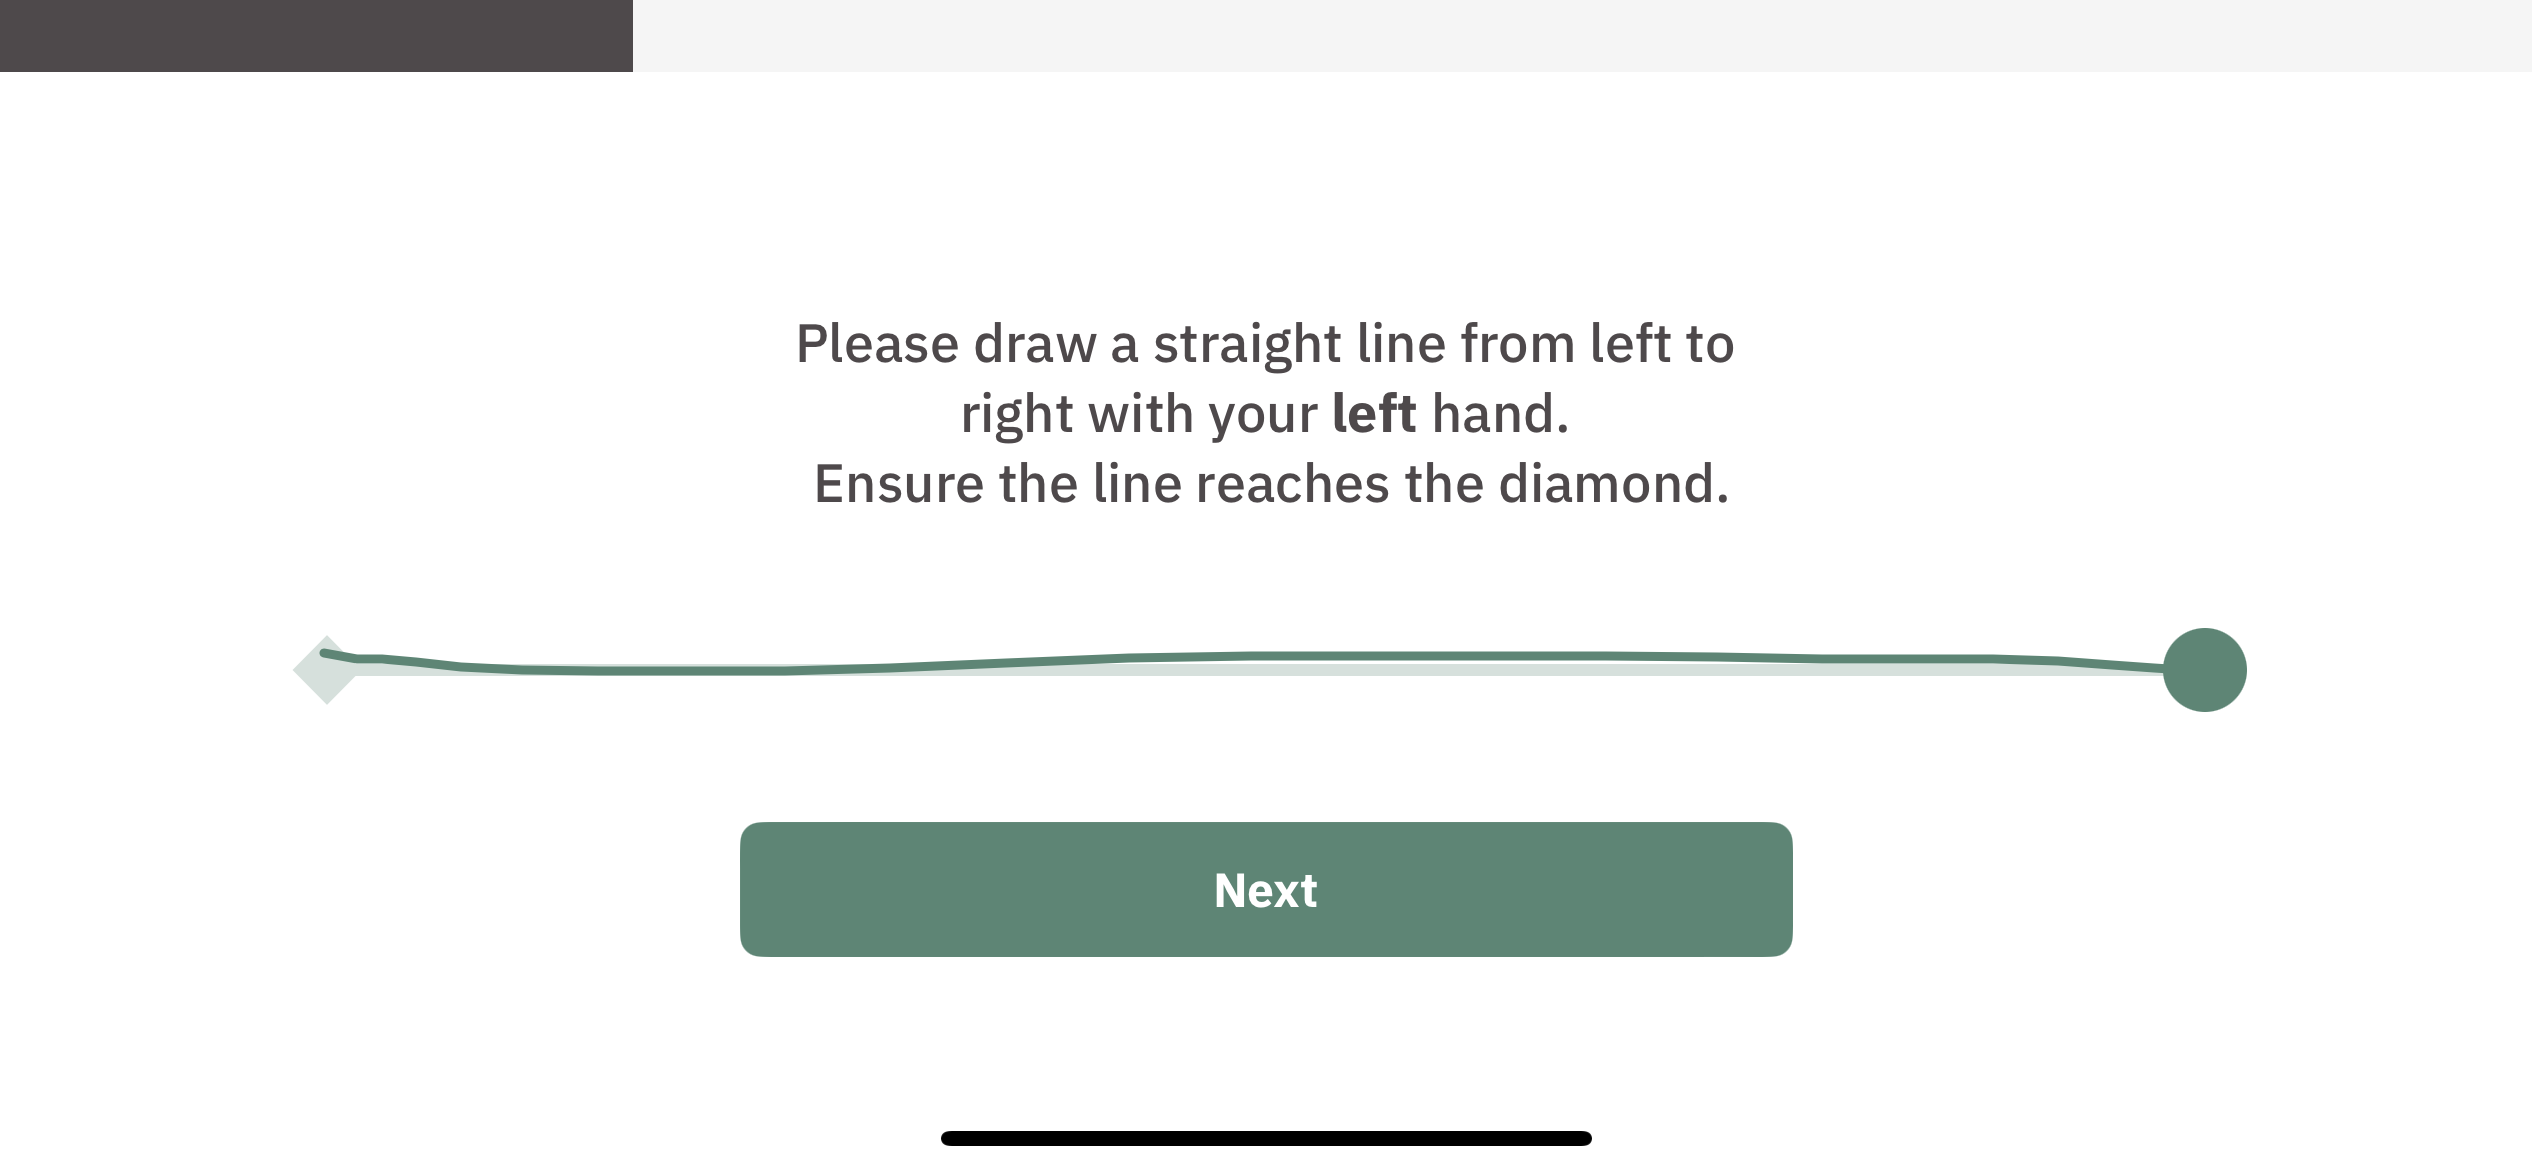 Please draw a straight line from left to
right with your left hand.
Ensure the line reaches the diamond.
Next